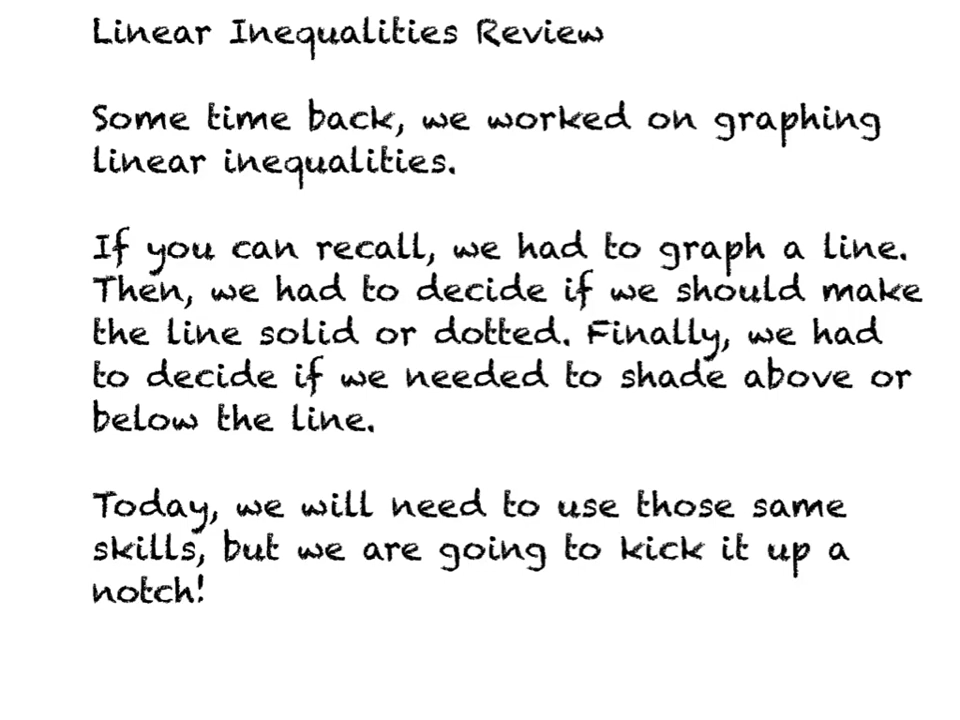 Linear Inequalities Review
Some time back, we worked on graphing
linear inequalities.
If you can recall, we had to graph a line.
Then, we had to decide if we should make
the line solid or dotted. Finally, we had
to decide if we needed to shade above or
below the line.
Today, we will need to use those same
skills, but we are going to kick it up a
notch!